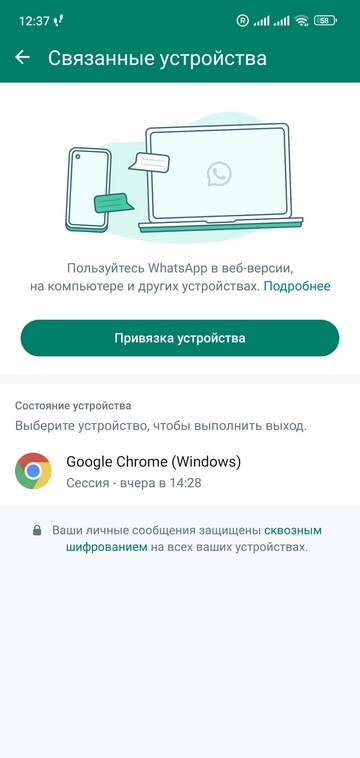 12:37
R
58
Связанные устройства
Пользуйтесь WhatsApp в веб-версии,
на компьютере и других устройствах. Подробнее
Привязка устройства
Состояние устройства
Выберите устройство, чтобы выполнить выход.
Google Chrome (Windows)
Сессия - вчера в 14:28
Ваши личные сообщения защищены сквозным
шифрованием на всех ваших устройствах.